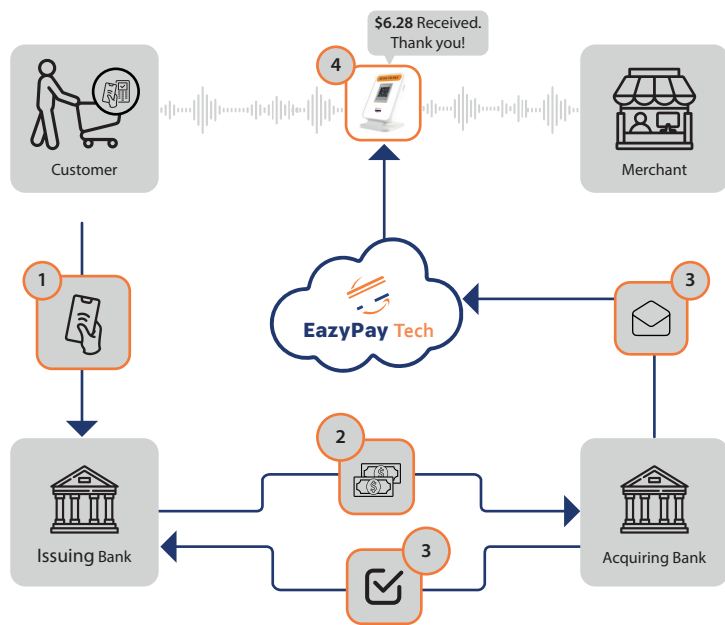 $6.28 Received.
Thank you!
4
Customer
Merchant
1
3
EazyPay Tech
2
Issuing Bank
3
Acquiring Bank